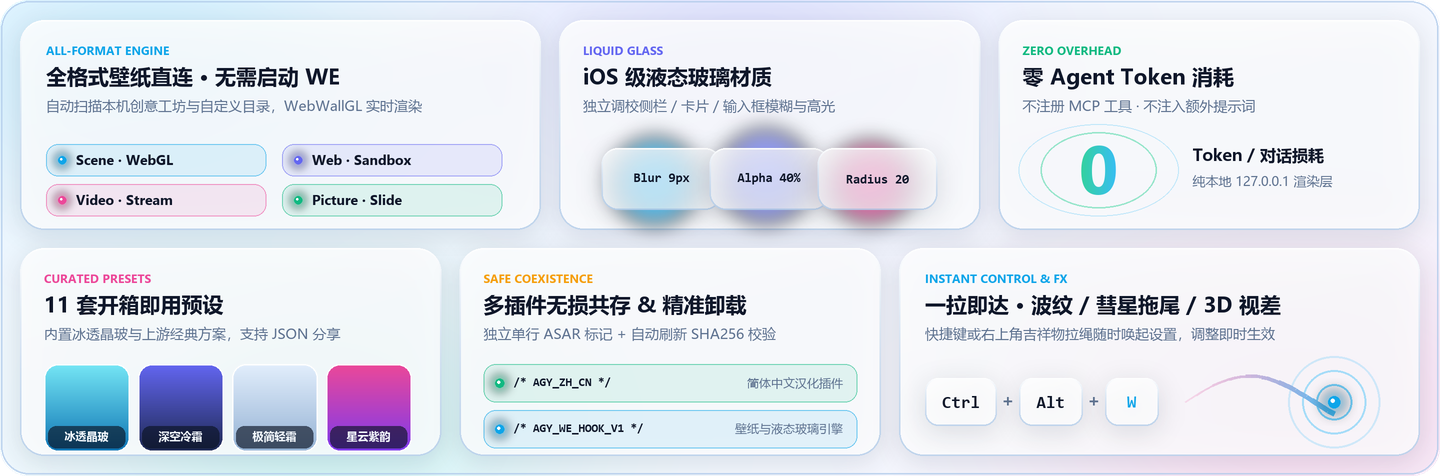 ALL-FORMAT ENGINE
全格式壁纸直连 · 无需启动 WE
自动扫描本机创意工坊与自定义目录，WebWallGL 实时渲染
Scene · WebGL
Web · Sandbox
Video · Stream
Picture · Slide
LIQUID GLASS
iOS 级液态玻璃材质
独立调校侧栏 / 卡片 / 输入框模糊与高光
Blur 9px
Alpha 40%
Radius 20
ZERO OVERHEAD
零 Agent Token 消耗
不注册 MCP 工具 · 不注入额外提示词
0
Token / 对话损耗
纯本地 127.0.0.1 渲染层
CURATED PRESETS
11 套开箱即用预设
内置冰透晶玻与上游经典方案，支持 JSON 分享
冰透晶玻
深空冷霜
极简轻霜
星云紫韵
SAFE COEXISTENCE
多插件无损共存 & 精准卸载
独立单行 ASAR 标记 + 自动刷新 SHA256 校验
/* AGY_ZH_CN */
简体中文汉化插件
/* AGY_WE_HOOK_V1 */
壁纸与液态玻璃引擎
INSTANT CONTROL & FX
一拉即达 · 波纹 / 彗星拖尾 / 3D 视差
快捷键或右上角吉祥物拉绳随时唤起设置，调整即时生效
Ctrl + Alt + W